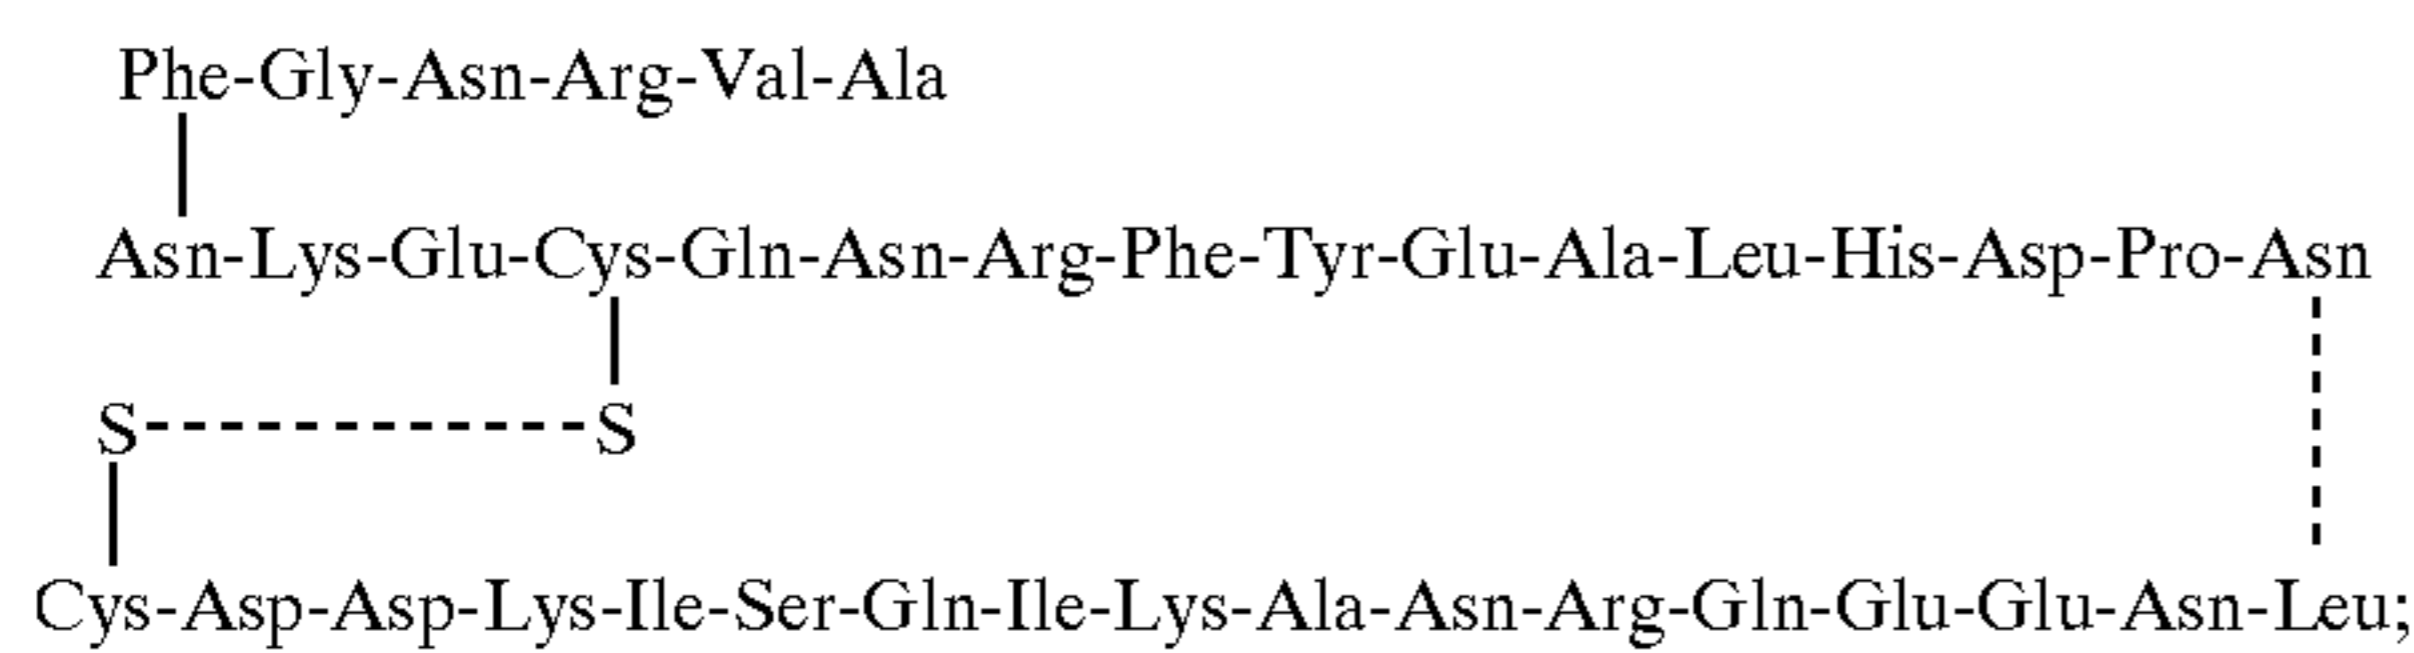 Phe-Gly-Asn-Arg-Val-Ala
Asn-Lys-Glu-Cys-Gln-Asn-Arg-Phe-Tyr-Glu-Ala-Leu-His-Asp-Pro-Asn
S S
Cys-Asp-Asp-Lys-Ile-Ser-Gln-Ile-Lys-Ala-Asn-Arg-Gln-Glu-Glu-Asn-Leu;